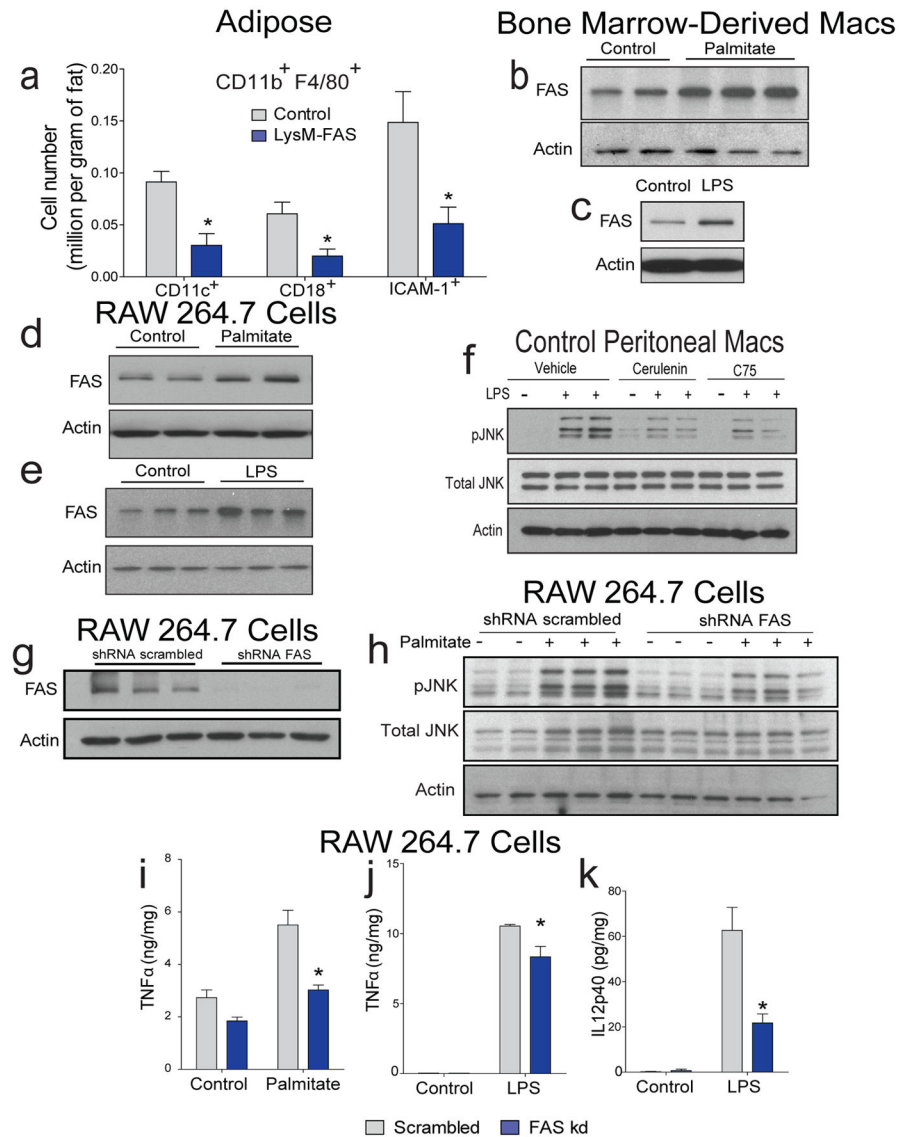 Adipose
Bone Marrow-Derived Macs
a
CD11b+ F4/80+
Control
LysM-FAS
Cell number
(million per gram of fat)
0.20
0.15
0.10
0.05
0.00
*
*
*
CD11c+
CD18+
ICAM-1+
b
Control
Palmitate
FAS
Actin
c
Control LPS
FAS
Actin
RAW 264.7 Cells
d
Control
Palmitate
FAS
Actin
e
Control
LPS
FAS
Actin
f
Control Peritoneal Macs
Vehicle
Cerulenin
C75
LPS - + + - + + - + +
pJNK
Total JNK
Actin
RAW 264.7 Cells
g
shRNA scrambled
shRNA FAS
FAS
Actin
RAW 264.7 Cells
h
shRNA scrambled
shRNA FAS
Palmitate - - + + + - - - + + +
pJNK
Total JNK
Actin
RAW 264.7 Cells
i
TNFα (ng/mg)
8
6
4
2
0
*
Control
Palmitate
j
TNFα (ng/mg)
15
10
5
0
*
Control
LPS
k
IL12p40 (pg/mg)
80
60
40
20
0
*
Control
LPS
Scrambled
FAS kd